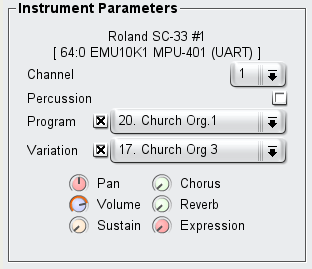 Instrument Parameters
Roland SC-33 #1
[ 64:0 EMU10K1 MPU-401 (UART) ]
Channel 1
Percussion
Program 20. Church Org.1
Variation 17. Church Org 3
Pan Chorus
Volume Reverb
Sustain Expression